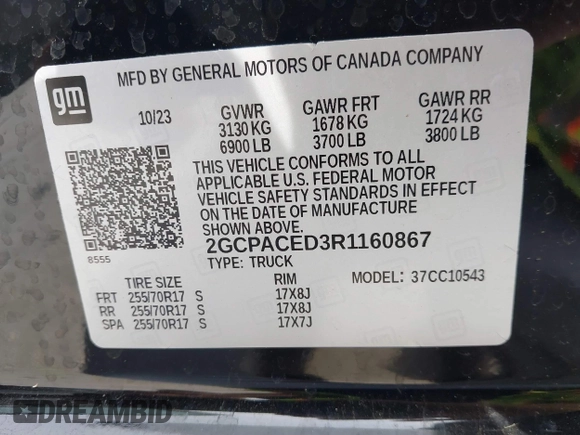 MFD BY GENERAL MOTORS OF CANADA COMPANY
gm
10/23 GVWR GAWR FRT GAWR RR
3130 KG 1678 KG 1724 KG
6900 LB 3700 LB 3800 LB
THIS VEHICLE CONFORMS TO ALL
APPLICABLE U.S. FEDERAL MOTOR
VEHICLE SAFETY STANDARDS IN EFFECT
ON THE DATE OF MANUFACTURE
SHOWN ABOVE.
8555
2GCPACED3R1160867
TYPE: TRUCK MODEL: 37CC10543
TIRE SIZE RIM
FRT 255/70R17 S 17X8J
RR 255/70R17 S 17X8J
SPA 255/70R17 S 17X7J
DREAMBID